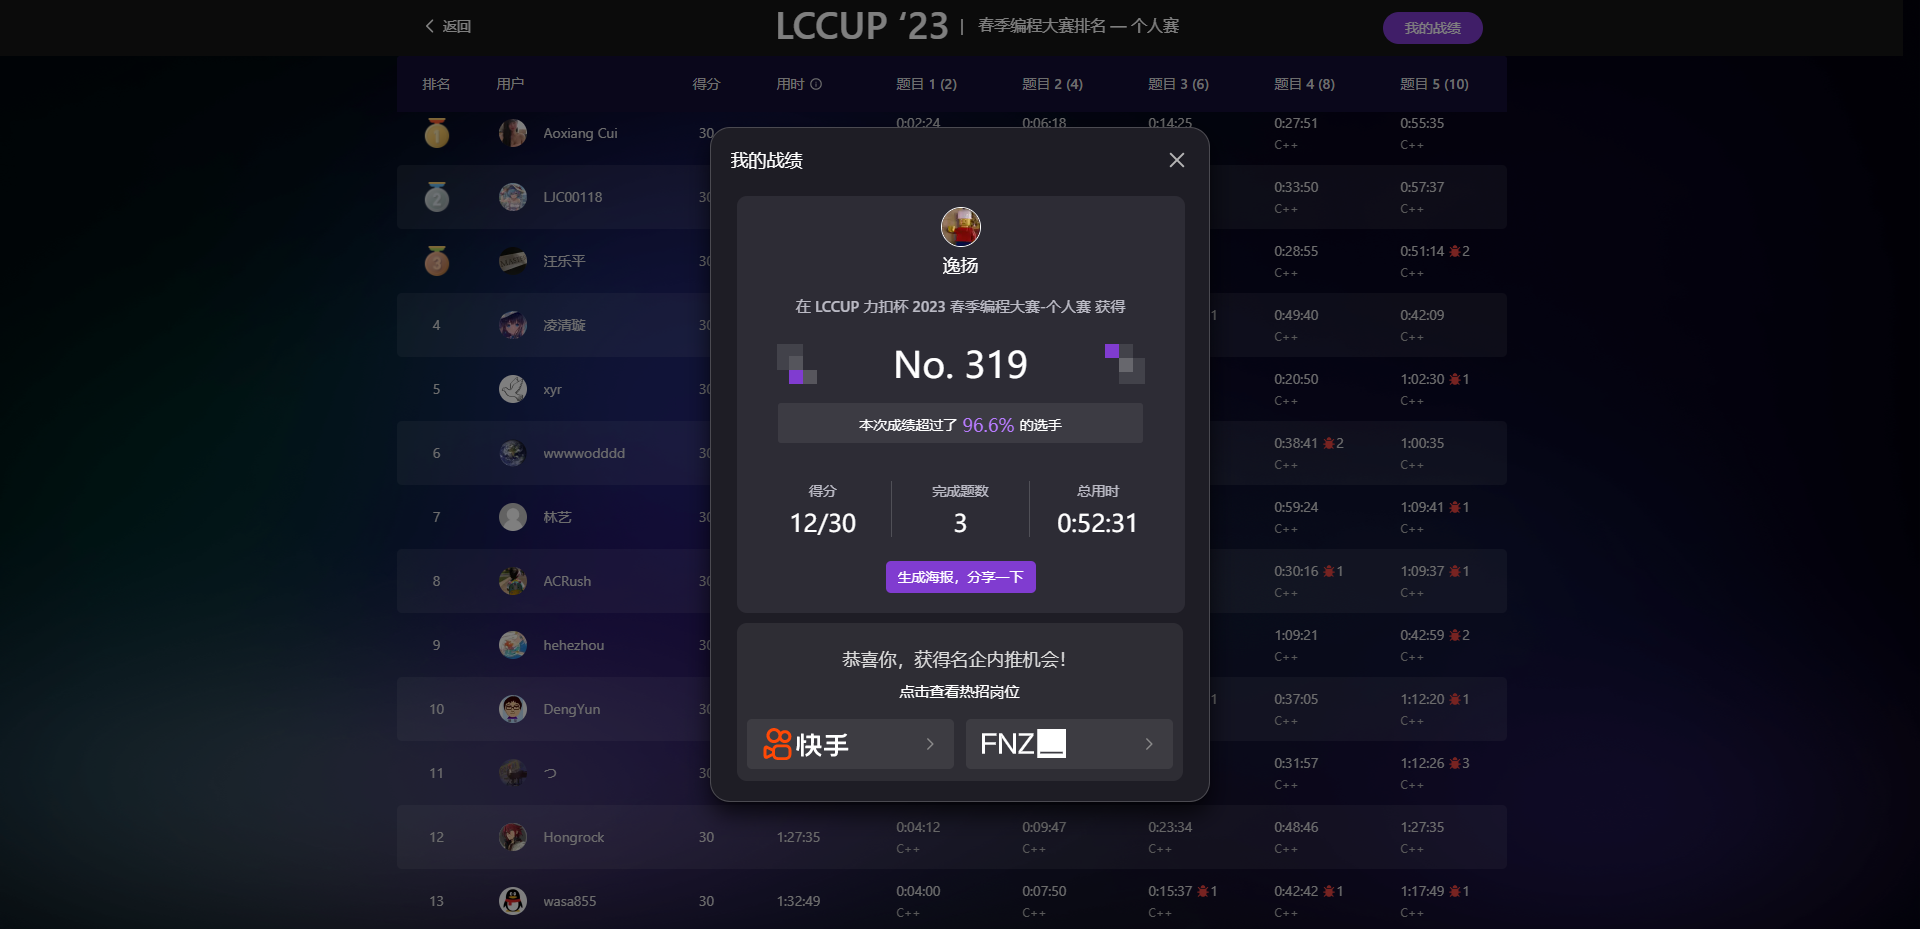 返回
LCCUP ‘23 | 春季编程大赛排名 — 个人赛
我的战绩
排名 用户 得分 用时 题目 1 (2) 题目 2 (4) 题目 3 (6) 题目 4 (8) 题目 5 (10)
1 Aoxiang Cui 30 0:02:24 0:06:18 0:14:25 0:27:51 0:55:35
C++ C++
2 LJC00118 30 0:33:50 0:57:37
C++ C++
3 汪乐平 30 0:28:55 0:51:14 2
C++ C++
4 凌清璇 30 1 0:49:40 0:42:09
C++ C++
5 xyr 30 0:20:50 1:02:30 1
C++ C++
6 wwwwodddd 30 0:38:41 2 1:00:35
C++ C++
7 林艺 30 0:59:24 1:09:41 1
C++ C++
8 ACRush 30 0:30:16 1 1:09:37 1
C++ C++
9 hehezhou 30 1:09:21 0:42:59 2
C++ C++
10 DengYun 30 1 0:37:05 1:12:20 1
C++ C++
11 つ 30 0:31:57 1:12:26 3
C++ C++
12 Hongrock 30 1:27:35 0:04:12 0:09:47 0:23:34 0:48:46 1:27:35
C++ C++ C++ C++ C++
13 wasa855 30 1:32:49 0:04:00 0:07:50 0:15:37 1 0:42:42 1 1:17:49 1
C++ C++ C++ C++ C++
我的战绩
逸扬
在 LCCUP 力扣杯 2023 春季编程大赛-个人赛 获得
No. 319
本次成绩超过了 96.6% 的选手
得分 完成题数 总用时
12/30 3 0:52:31
生成海报，分享一下
恭喜你，获得名企内推机会！
点击查看热招岗位
快手 FNZ